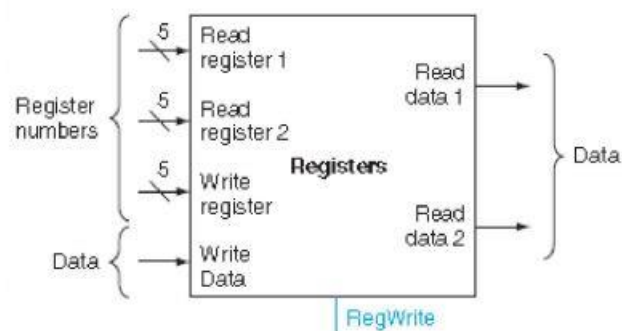 5
Read
register 1
5
Read
register 2
Register
numbers
5
Write
register
Registers
Read
data 1
Data
Read
data 2
Data
Write
Data
RegWrite